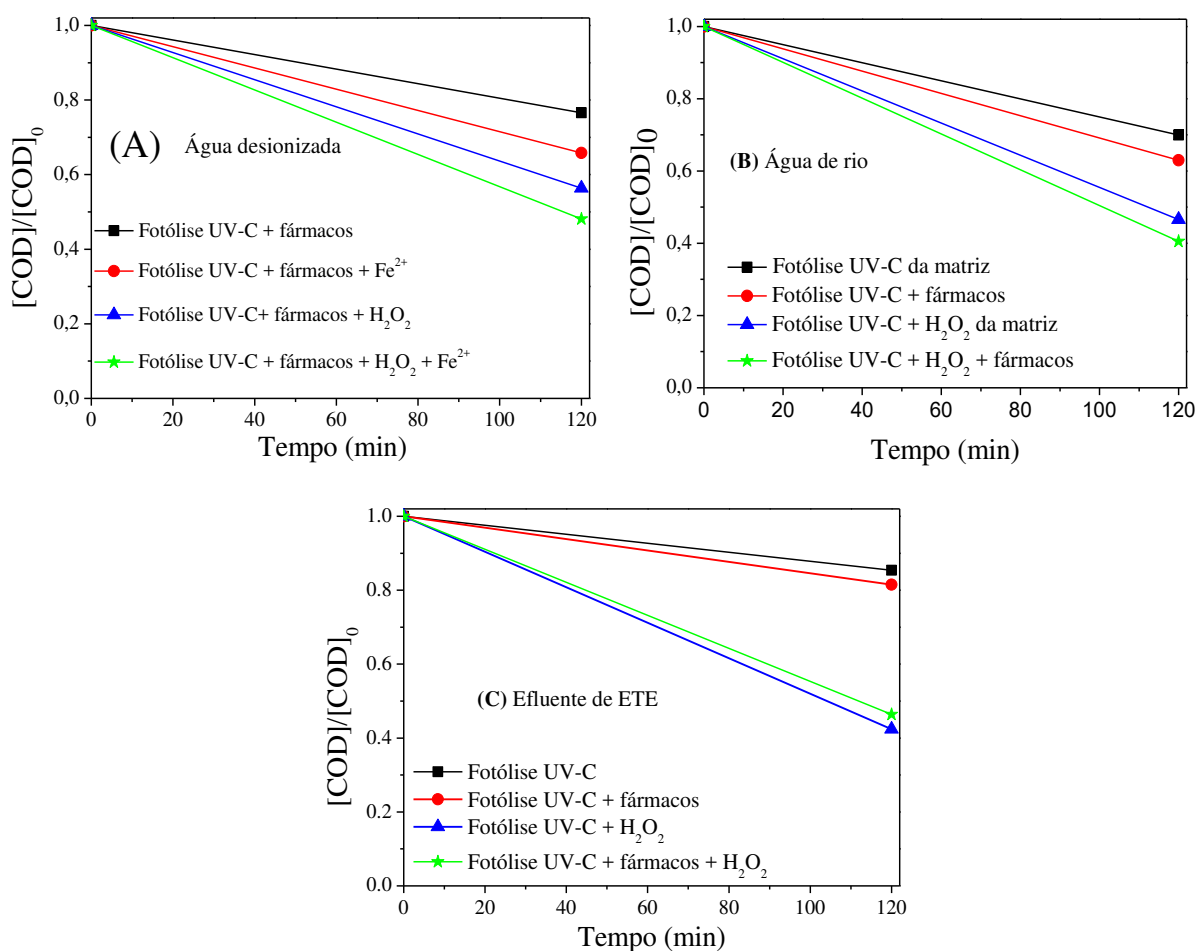 1,0
0,8
0,6
0,4
0,2
0,0
[COD]/[COD]₀
(A) Água desionizada
Fotólise UV-C + fármacos
Fotólise UV-C + fármacos + Fe²⁺
Fotólise UV-C+ fármacos + H₂O₂
Fotólise UV-C + fármacos + H₂O₂ + Fe²⁺
0 20 40 60 80 100 120
Tempo (min)
1,0
0,8
0,6
0,4
0,2
0,0
[COD]/[COD]0
(B) Água de rio
Fotólise UV-C da matriz
Fotólise UV-C + fármacos
Fotólise UV-C + H₂O₂ da matriz
Fotólise UV-C + H₂O₂ + fármacos
0 20 40 60 80 100 120
Tempo (min)
1.0
0.8
0.6
0.4
0.2
0.0
[COD]/[COD]₀
(C) Efluente de ETE
Fotólise UV-C
Fotólise UV-C + fármacos
Fotólise UV-C + H₂O₂
Fotólise UV-C + fármacos + H₂O₂
0 20 40 60 80 100 120
Tempo (min)